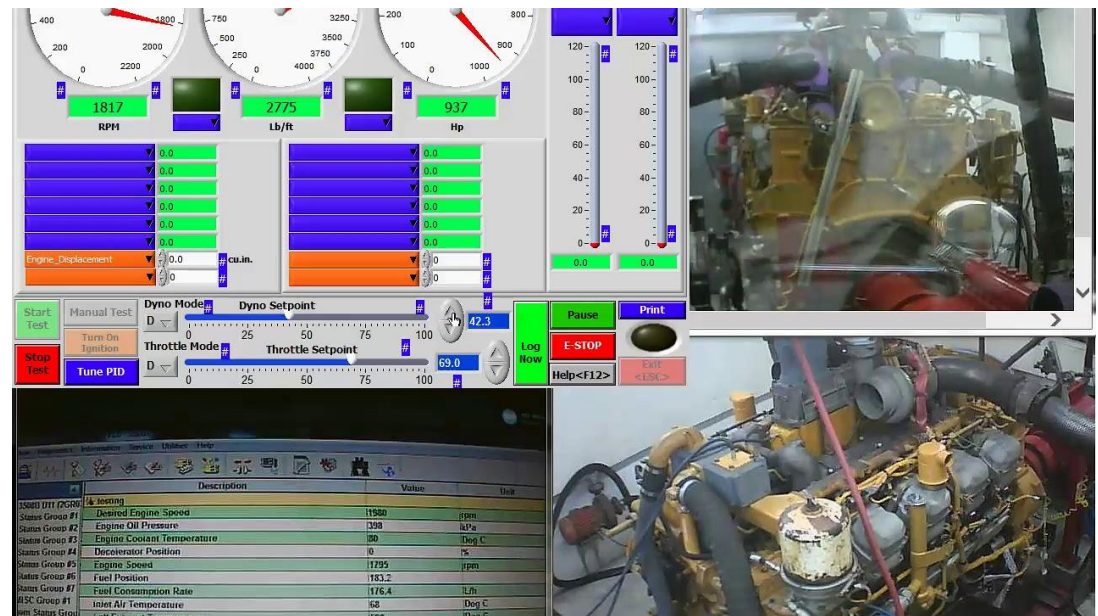 400 1800 750 3250 200 800
200 2000 500 3500 100 900
250 3750
0 2200 0 4000 0 1000
# # # # # #
1817 2775 937
RPM Lb/ft Hp
120 # 120 #
100 100
80 80
60 60
40 40
20 20
0 # 0 #
0.0 0.0
0.0 0.0
0.0 0.0
0.0 0.0
0.0 0.0
0.0 0.0
0.0 0.0
Engine_Displacement 0.0 # cu.in. 0 #
0 0 #
Start Test
Manual Test
Turn On Ignition
Stop Test
Tune PID
Dyno Mode # Dyno Setpoint # #
D 0 25 50 75 100 42.3
Throttle Mode # Throttle Setpoint #
D 0 25 50 75 100 69.0 #
Log Now
Pause
E-STOP
Help<F12>
Print
Exit
<ESC>
Information Service Utilities Help
Description Value Unit
testing
Status Group #1 Desired Engine Speed 1980 rpm
Status Group #2 Engine Oil Pressure 398 kPa
Status Group #3 Engine Coolant Temperature 80 Deg C
Status Group #4 Decelerator Position 0 %
Status Group #5 Engine Speed 1795 rpm
Status Group #6 Fuel Position 183.2
Status Group #7 Fuel Consumption Rate 176.4 L/h
Inlet Air Temperature 68 Deg C